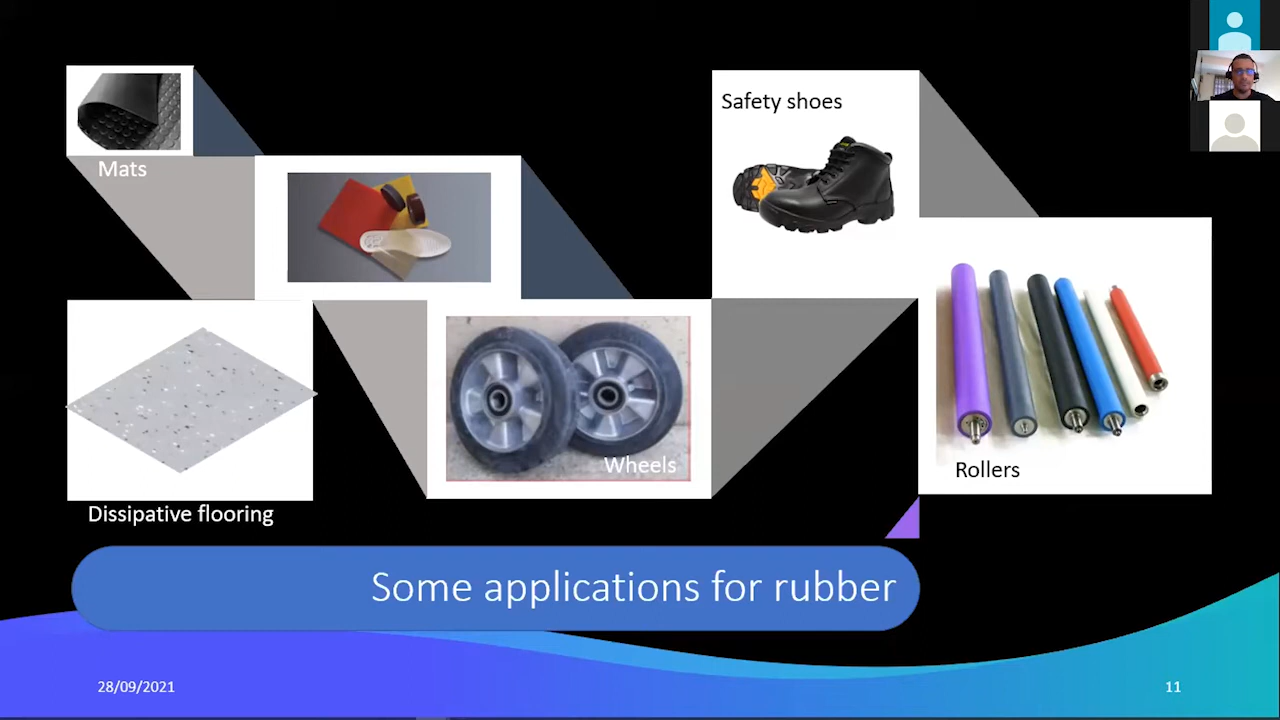 Safety shoes
Mats
Wheels
Rollers
Dissipative flooring
Some applications for rubber
28/09/2021
11